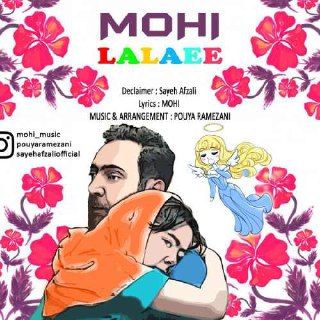 MOHI
LALAEE
Declaimer : Sayeh Afzali
Lyrics : MOHI
MUSIC & ARRANGEMENT : POUYA RAMEZANI
mohi_music
pouyaramezani
sayehafzaliofficial